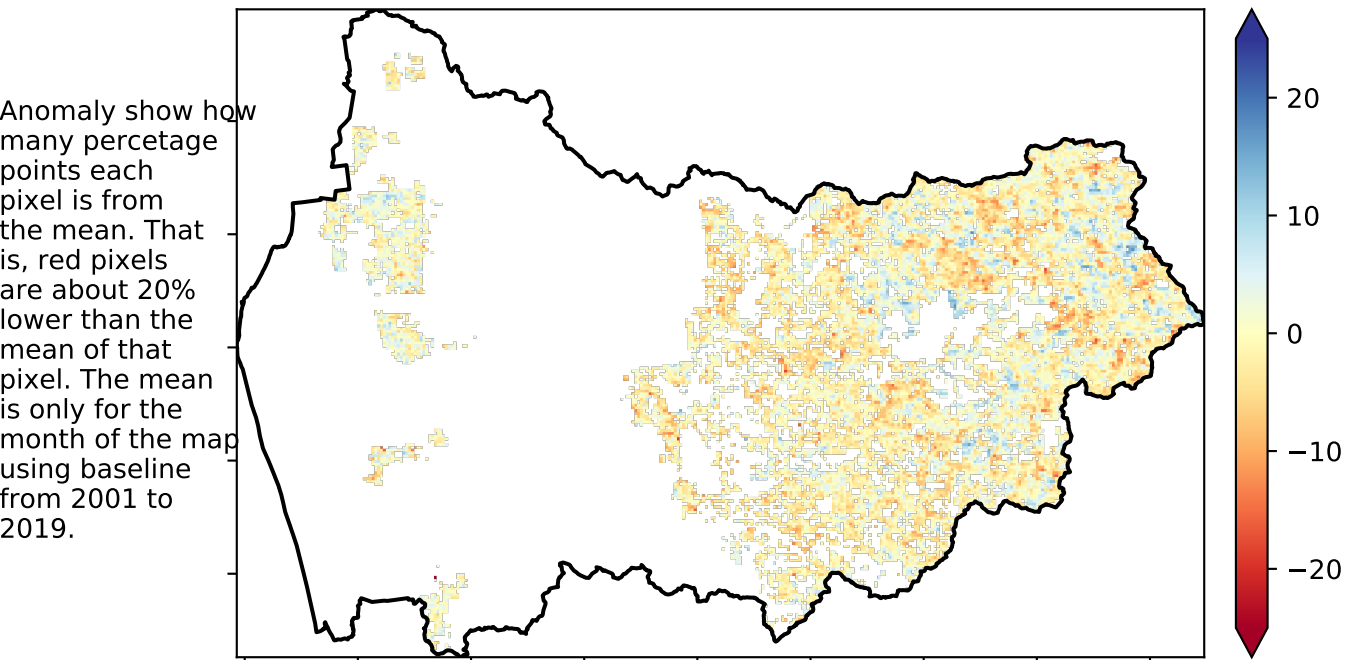 Anomaly show how
many percetage
points each
pixel is from
the mean. That
is, red pixels
are about 20%
lower than the
mean of that
pixel. The mean
is only for the
month of the map
using baseline
from 2001 to
2019.
20
10
0
−10
−20